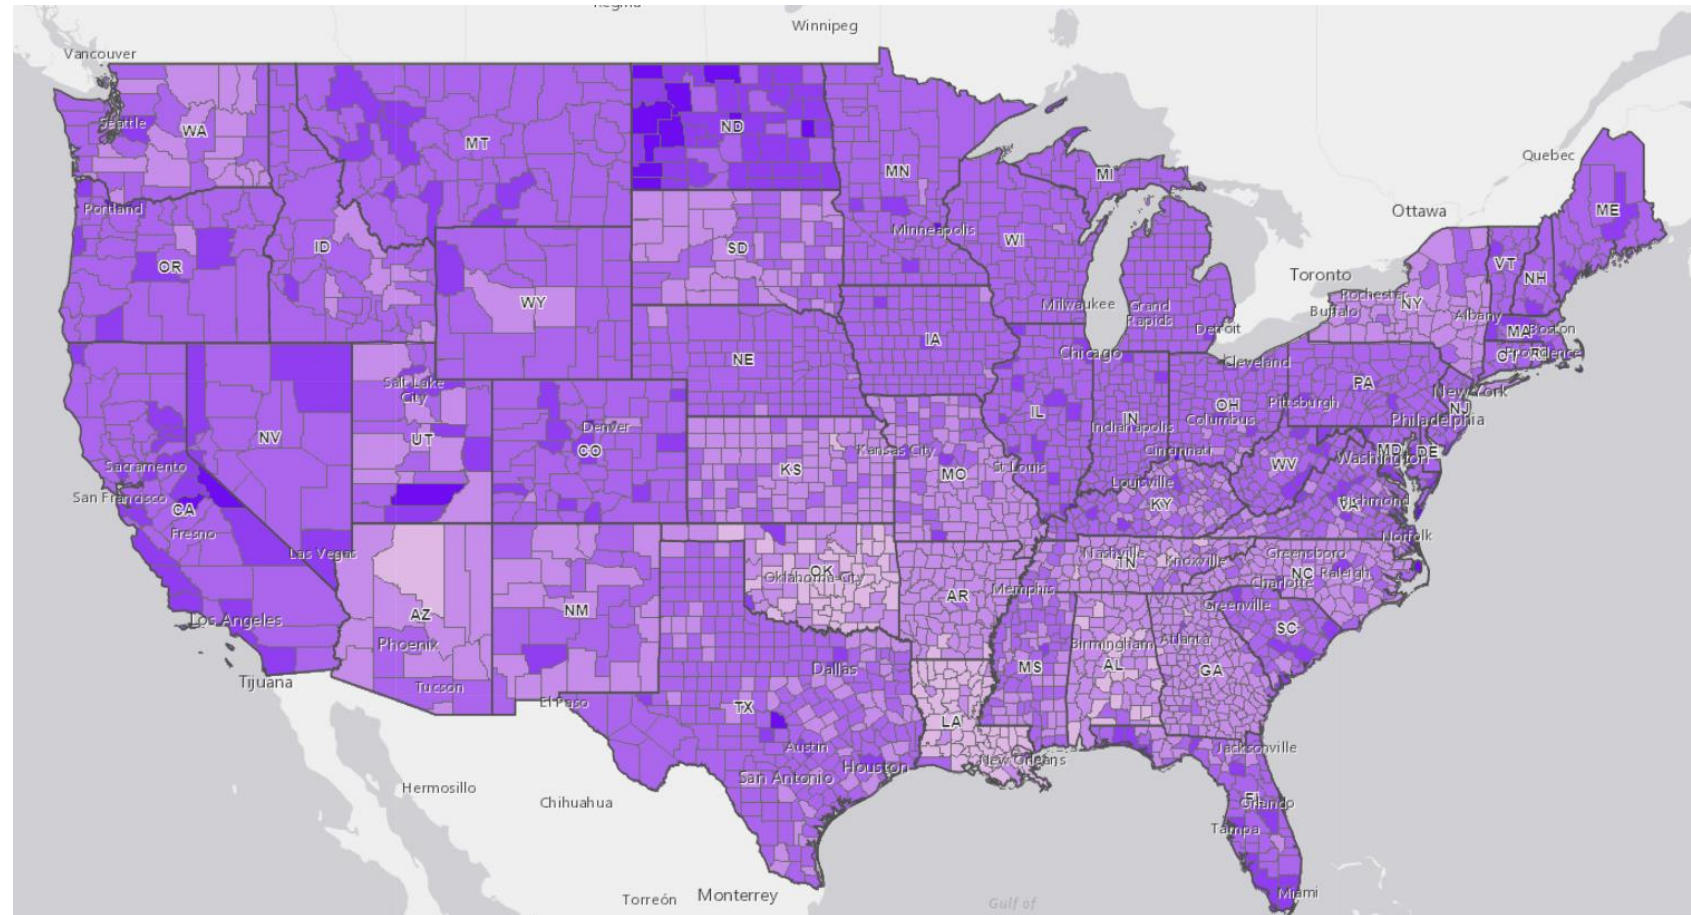 Regina
Winnipeg
Vancouver
Seattle
WA
MT
ND
MN
MI
Quebec
Portland
OR
ID
WY
SD
Minneapolis
WI
Ottawa
ME
Toronto
VT
NH
Milwaukee
Grand
Rapids
Detroit
Rochester
Buffalo
NY
Albany
MA
Boston
CT
RI
Providence
NE
IA
Chicago
Cleveland
PA
New York
Salt Lake
City
NV
UT
Denver
CO
KS
Kansas City
MO
St Louis
IL
IN
Indianapolis
OH
Columbus
Cincinnati
Pittsburgh
Philadelphia
NJ
MD
DE
Washington
Sacramento
San Francisco
CA
Fresno
Las Vegas
WV
Louisville
KY
VA
Richmond
Norfolk
Los Angeles
Tijuana
AZ
Phoenix
Tucson
NM
El Paso
OK
Oklahoma City
AR
Memphis
Nashville
TN
Knoxville
Greensboro
NC
Raleigh
Charlotte
Greenville
SC
Dallas
TX
Austin
San Antonio
Houston
LA
New Orleans
MS
Birmingham
AL
Atlanta
GA
Jacksonville
FL
Orlando
Tampa
Miami
Hermosillo
Chihuahua
Torreón
Monterrey
Gulf of